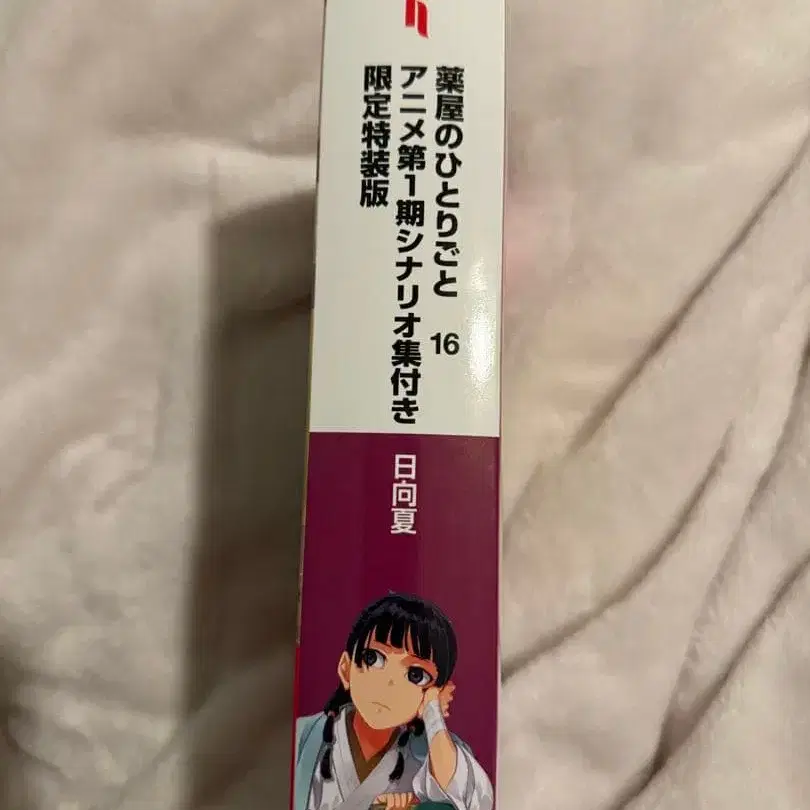 薬屋のひとりごと 16
アニメ第1期シナリオ集付き
限定特装版
日向夏